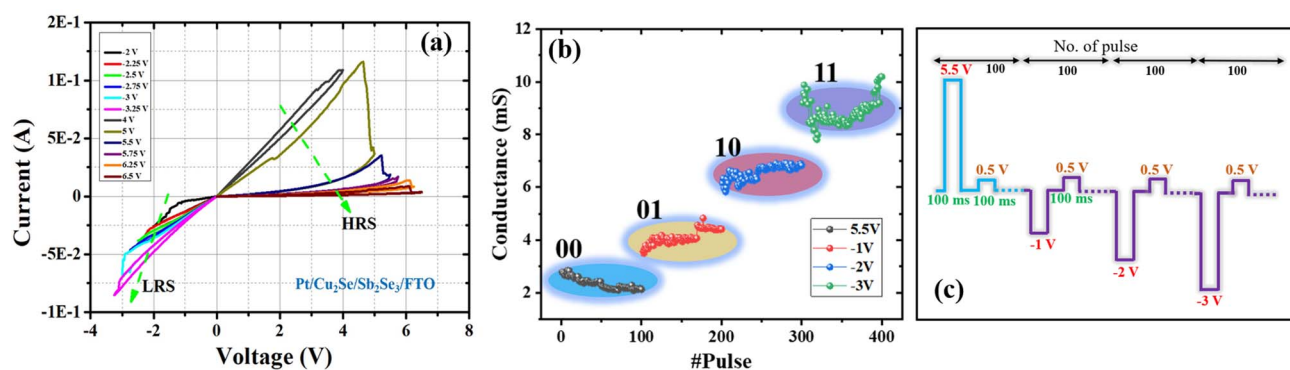 (a)
2E-1
1E-1
5E-2
0
-5E-2
-1E-1
Current (A)
-2 V
-2.25 V
-2.5 V
-2.75 V
-3 V
-3.25 V
4 V
5 V
5.5 V
5.75 V
6.25 V
6.5 V
HRS
LRS
Pt/Cu₂Se/Sb₂Se₃/FTO
-4 -2 0 2 4 6 8
Voltage (V)
(b)
12
10
8
6
4
2
Conductance (mS)
11
10
01
00
5.5V
-1V
-2V
-3V
0 100 200 300 400
#Pulse
No. of pulse
100 100 100 100
5.5 V
0.5 V 0.5 V 0.5 V 0.5 V
100 ms 100 ms 100 ms
-1 V
-2 V
-3 V
(c)